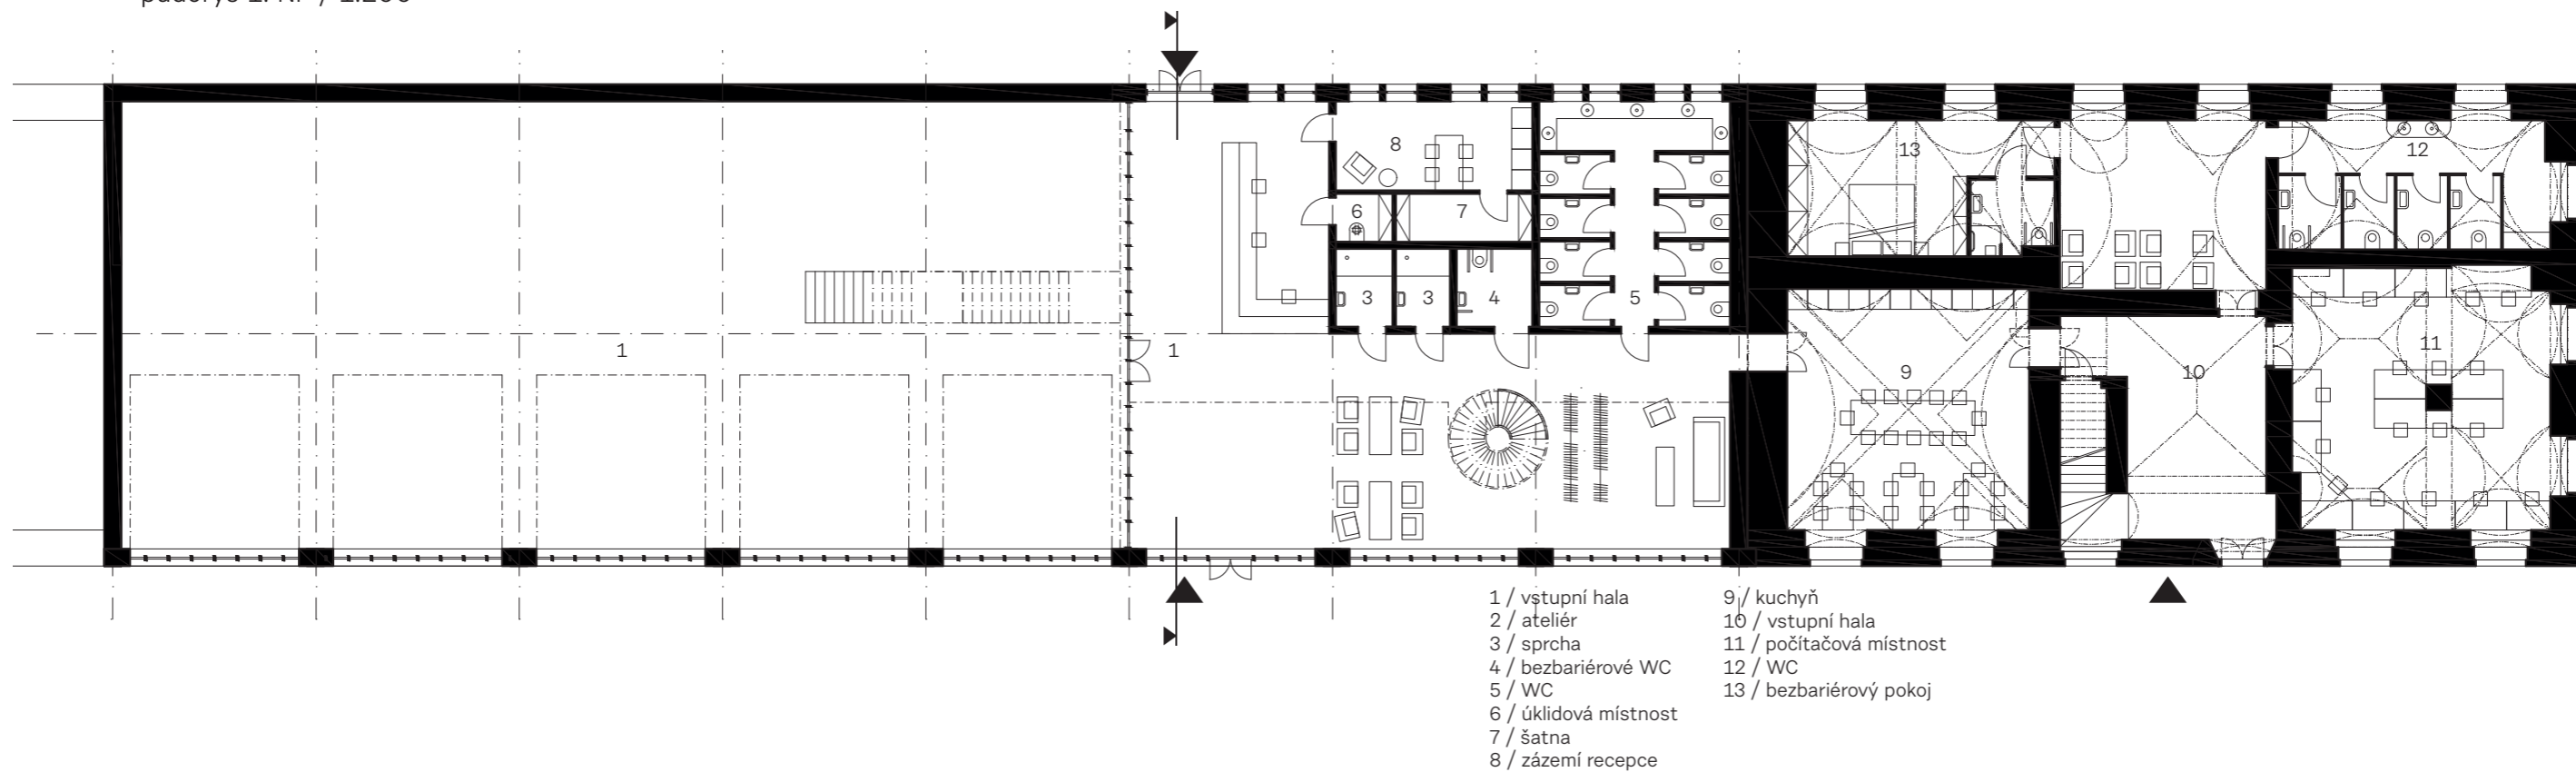 8
13
12
6
7
3
3
4
5
1
1
9
10
11
1 / vstupní hala
2 / ateliér
3 / sprcha
4 / bezbariérové WC
5 / WC
6 / úklidová místnost
7 / šatna
8 / zázemí recepce
9 / kuchyň
10 / vstupní hala
11 / počítačová místnost
12 / WC
13 / bezbariérový pokoj